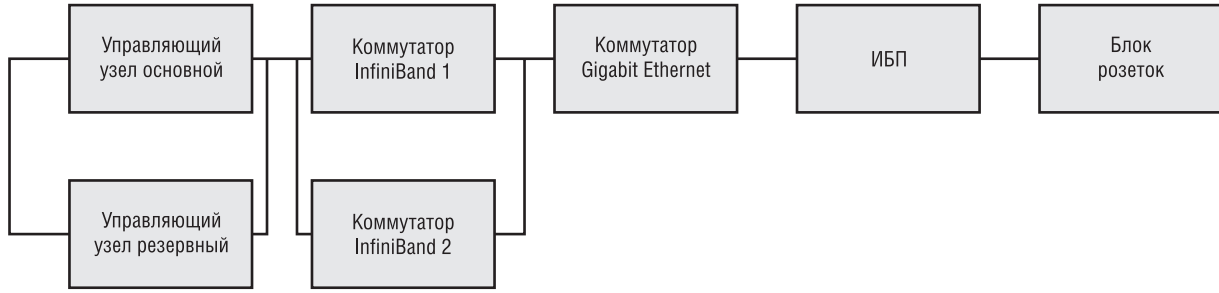 Управляющий
узел основной
Коммутатор
InfiniBand 1
Коммутатор
Gigabit Ethernet
ИБП
Блок
розеток
Управляющий
узел резервный
Коммутатор
InfiniBand 2